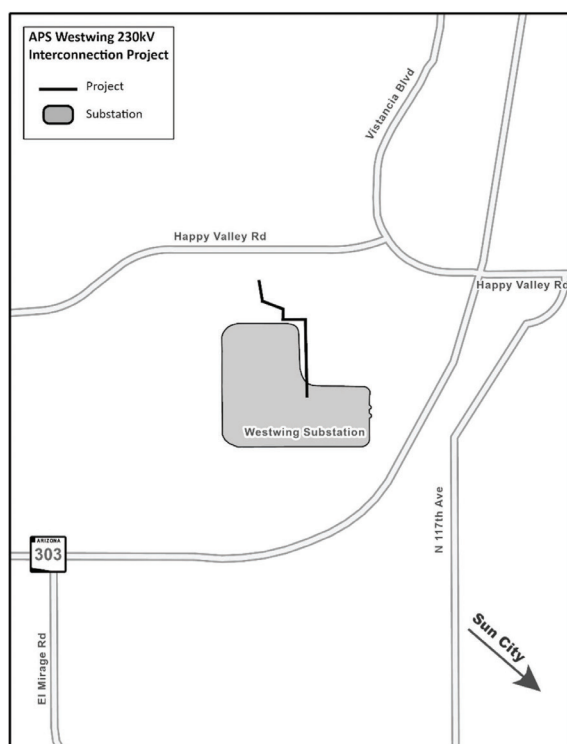 APS Westwing 230kV
Interconnection Project
Project
Substation
Vistancia Blvd
Happy Valley Rd
Happy Valley Rd
Westwing Substation
N 117th Ave
ARIZONA
303
El Mirage Rd
Sun City